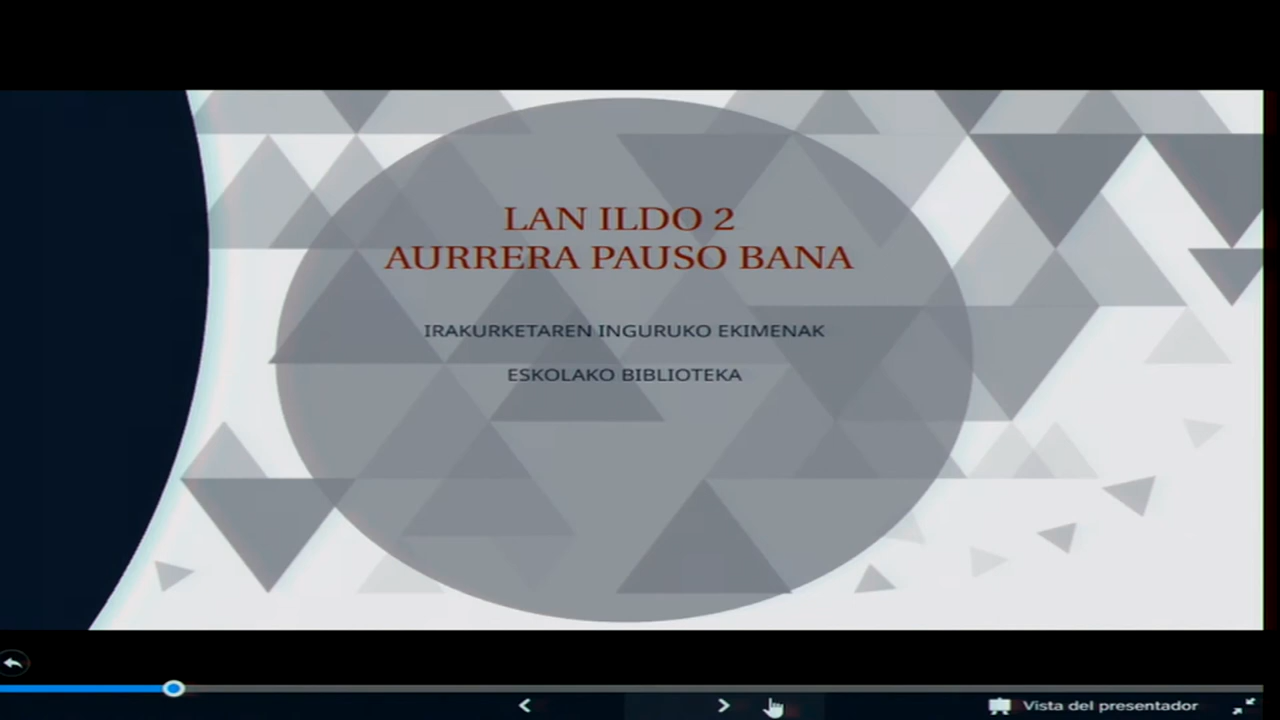 LAN ILDO 2
AURRERA PAUSO BANA
IRAKURKETAREN INGURUKO EKIMENAK
ESKOLAKO BIBLIOTEKA
Vista del presentador